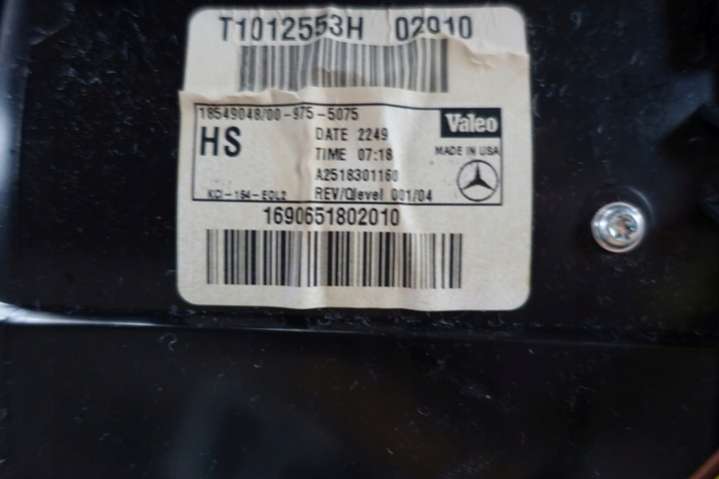 T1012553H 02910
18549048/00-975-5075
Valeo
HS
DATE 2249
TIME 07:18
MADE IN USA
A2518301160
KCI-164-EOL2
REV/Qlevel 001/04
1690651802010